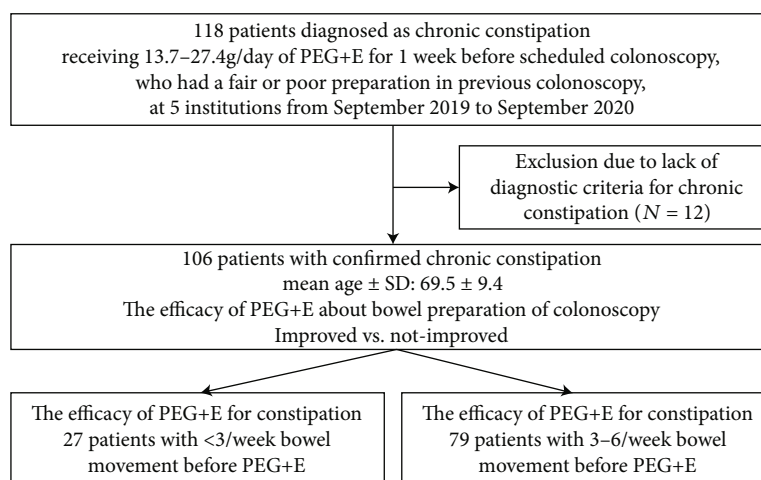 118 patients diagnosed as chronic constipation
receiving 13.7–27.4g/day of PEG+E for 1 week before scheduled colonoscopy,
who had a fair or poor preparation in previous colonoscopy,
at 5 institutions from September 2019 to September 2020
Exclusion due to lack of
diagnostic criteria for chronic
constipation (N = 12)
106 patients with confirmed chronic constipation
mean age ± SD: 69.5 ± 9.4
The efficacy of PEG+E about bowel preparation of colonoscopy
Improved vs. not-improved
The efficacy of PEG+E for constipation
27 patients with <3/week bowel
movement before PEG+E
The efficacy of PEG+E for constipation
79 patients with 3–6/week bowel
movement before PEG+E